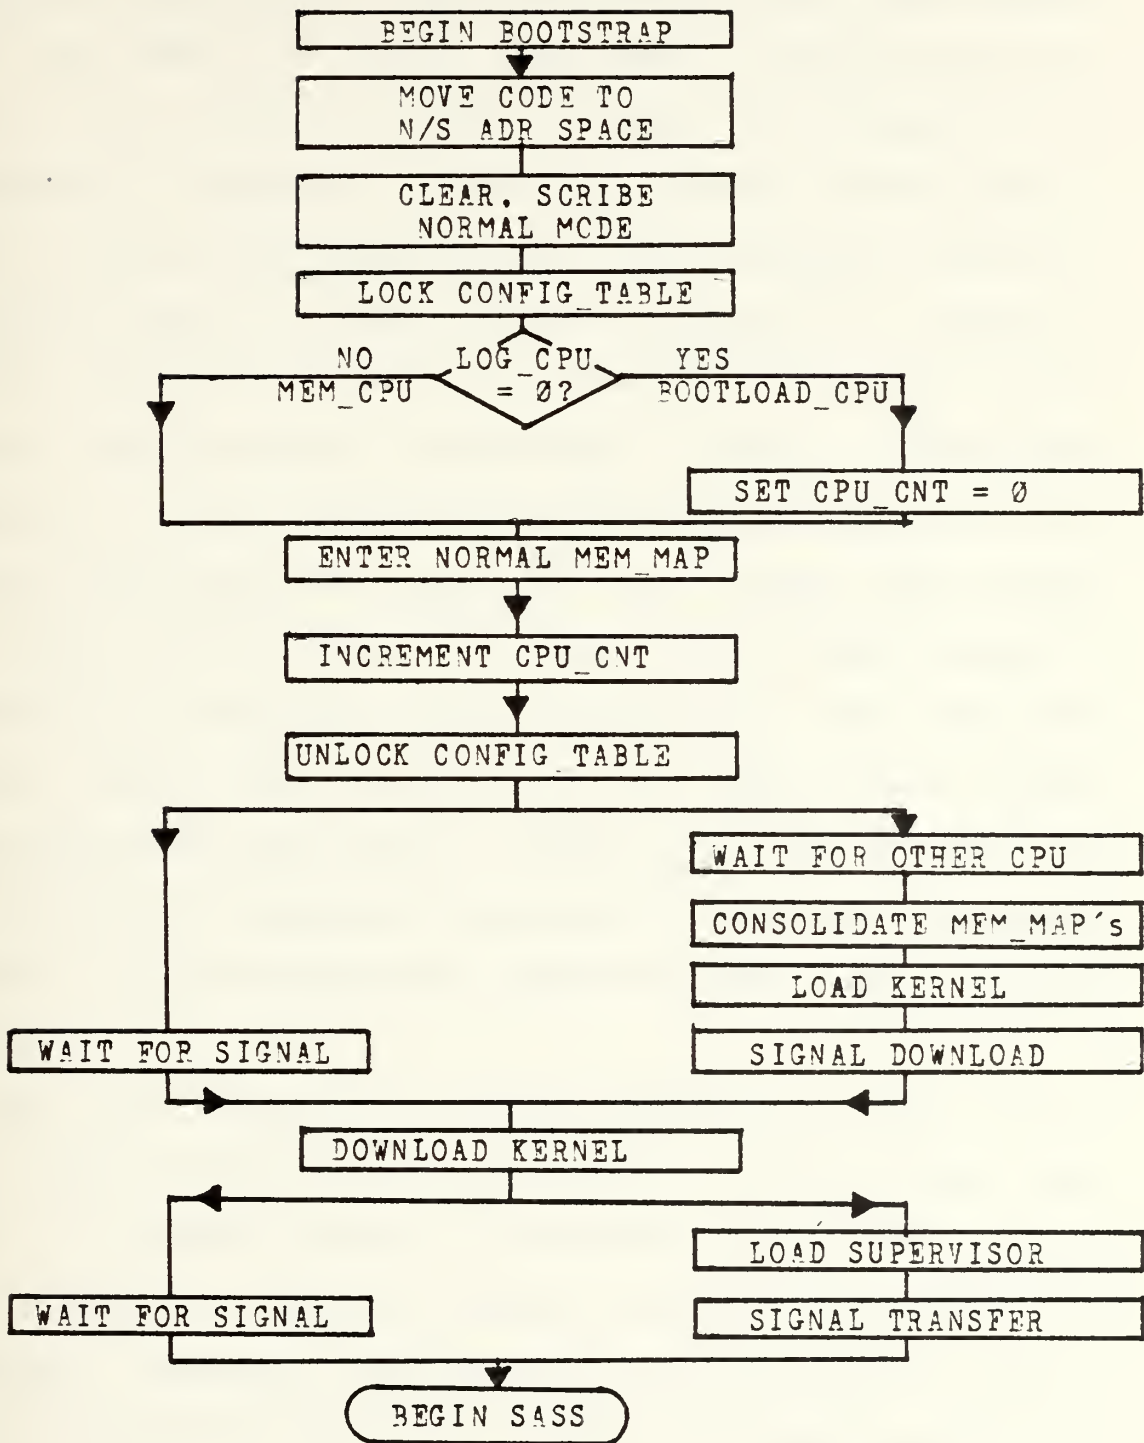 BEGIN BOOTSTRAP
MOVE CODE TO
N/S ADR SPACE
CLEAR. SCRIBE
NORMAL MODE
LOCK CONFIG_TABLE
NO
LOG_CPU
YES
MEM_CPU
= Ø?
BOOTLOAD_CPU
SET CPU_CNT = Ø
ENTER NORMAL MEM_MAP
INCREMENT CPU_CNT
UNLOCK CONFIG_TABLE
WAIT FOR OTHER CPU
CONSOLIDATE MEM_MAP's
LOAD KERNEL
WAIT FOR SIGNAL
SIGNAL DOWNLOAD
DOWNLOAD KERNEL
LOAD SUPERVISOR
WAIT FOR SIGNAL
SIGNAL TRANSFER
BEGIN SASS